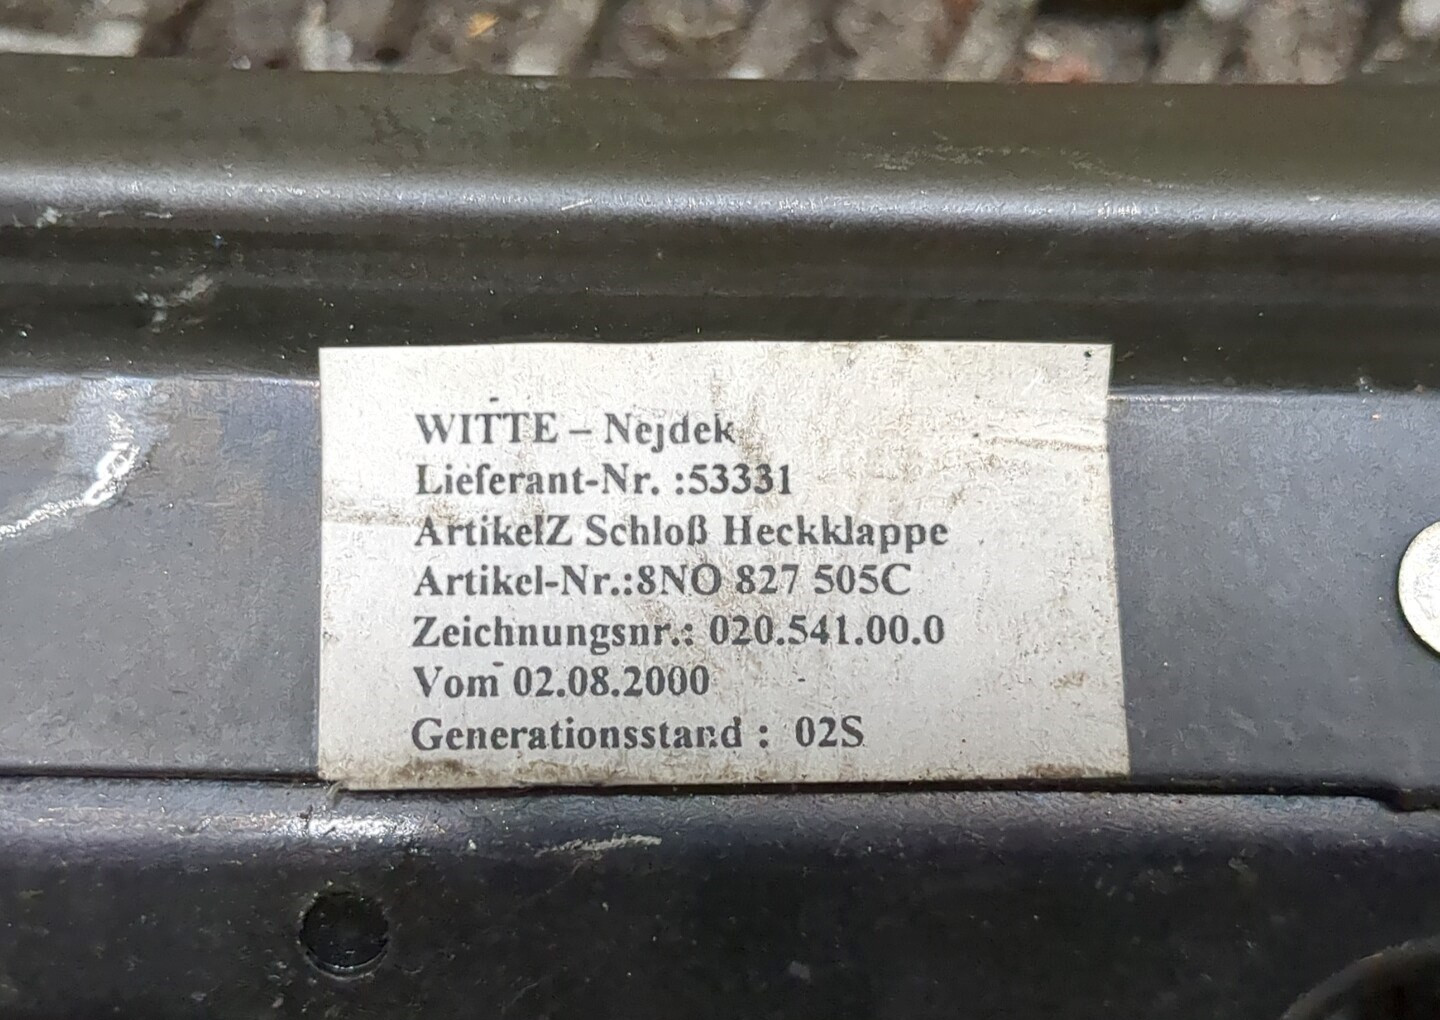 WITTE – Nejdek
Lieferant-Nr. :53331
ArtikelZ Schloß Heckklappe
Artikel-Nr.:8NO 827 505C
Zeichnungsnr.: 020.541.00.0
Vom 02.08.2000
Generationsstand : 02S